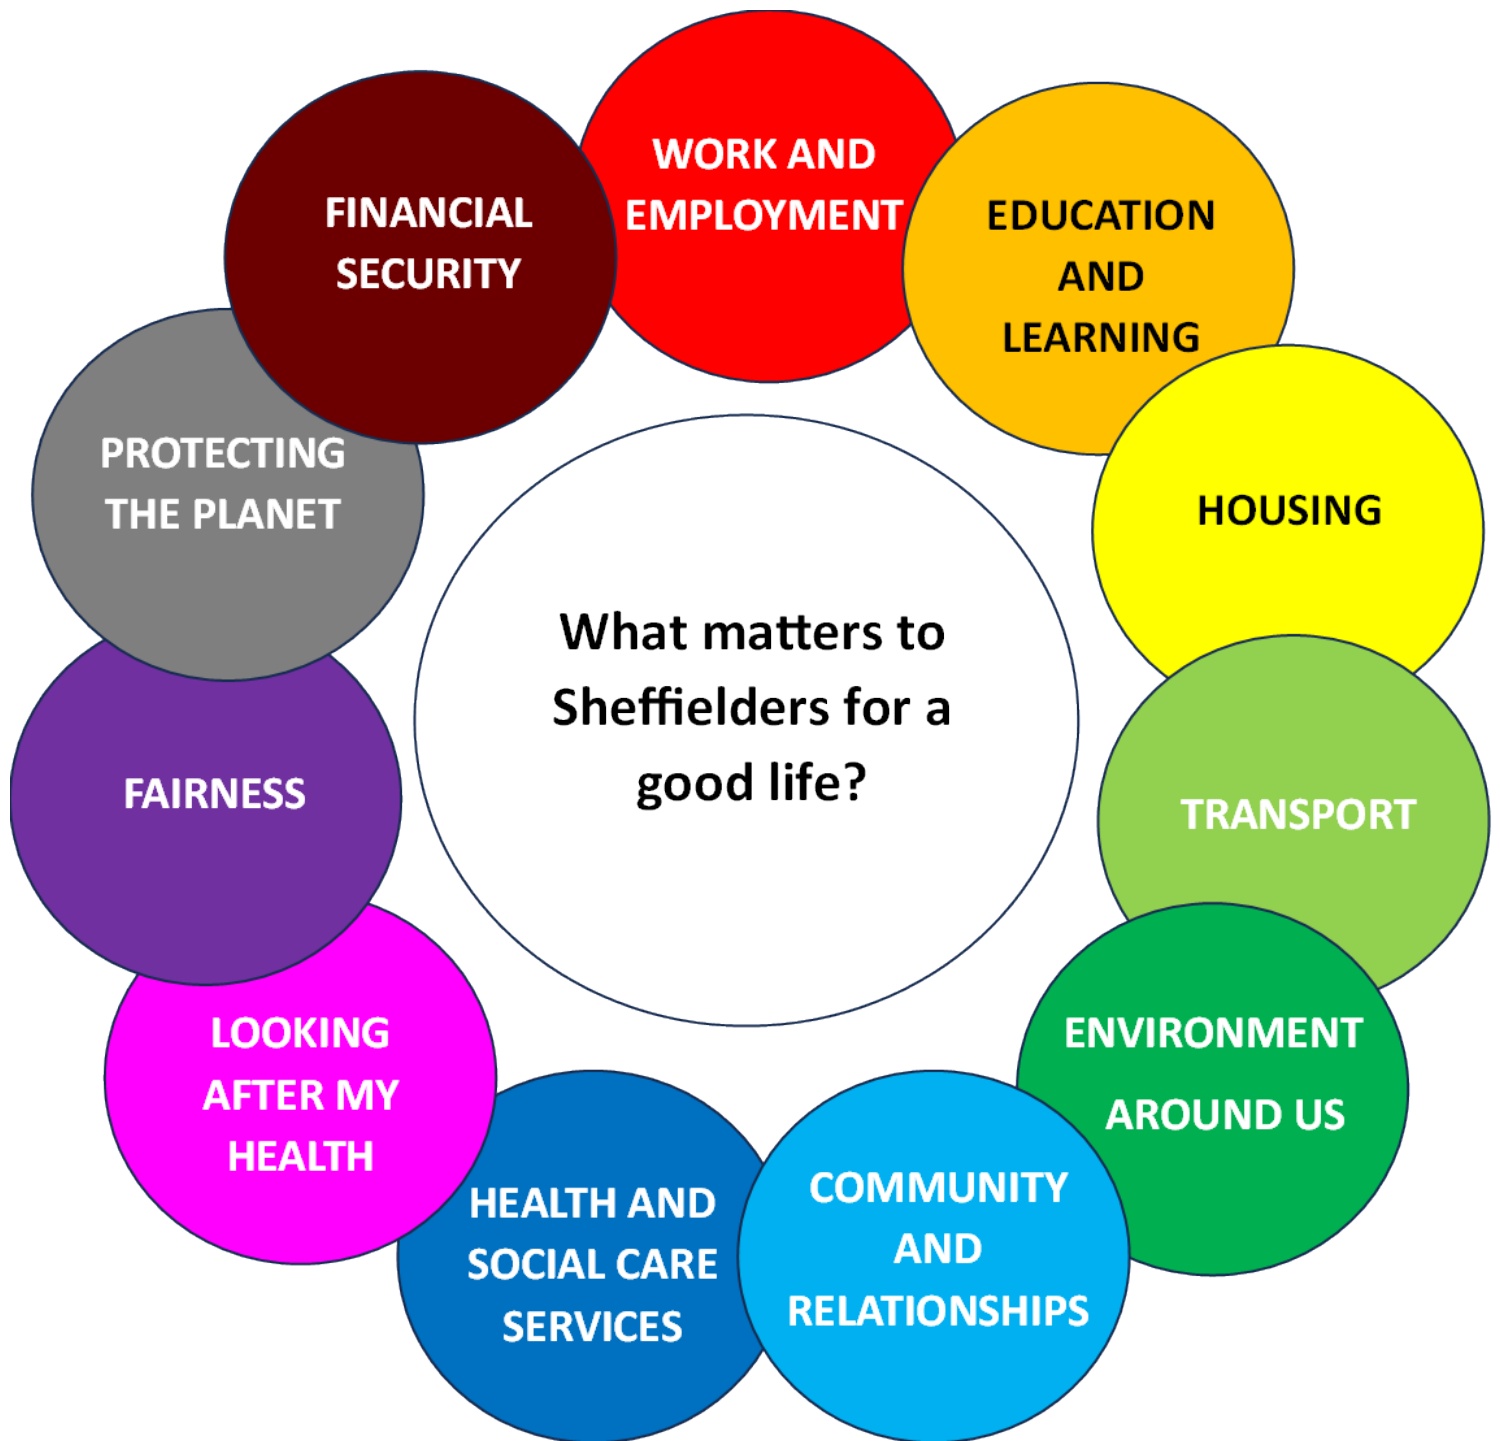 WORK AND
EMPLOYMENT
EDUCATION
AND
LEARNING
HOUSING
TRANSPORT
ENVIRONMENT
AROUND US
COMMUNITY
AND
RELATIONSHIPS
HEALTH AND
SOCIAL CARE
SERVICES
LOOKING
AFTER MY
HEALTH
FAIRNESS
PROTECTING
THE PLANET
FINANCIAL
SECURITY
What matters to
Sheffielders for a
good life?